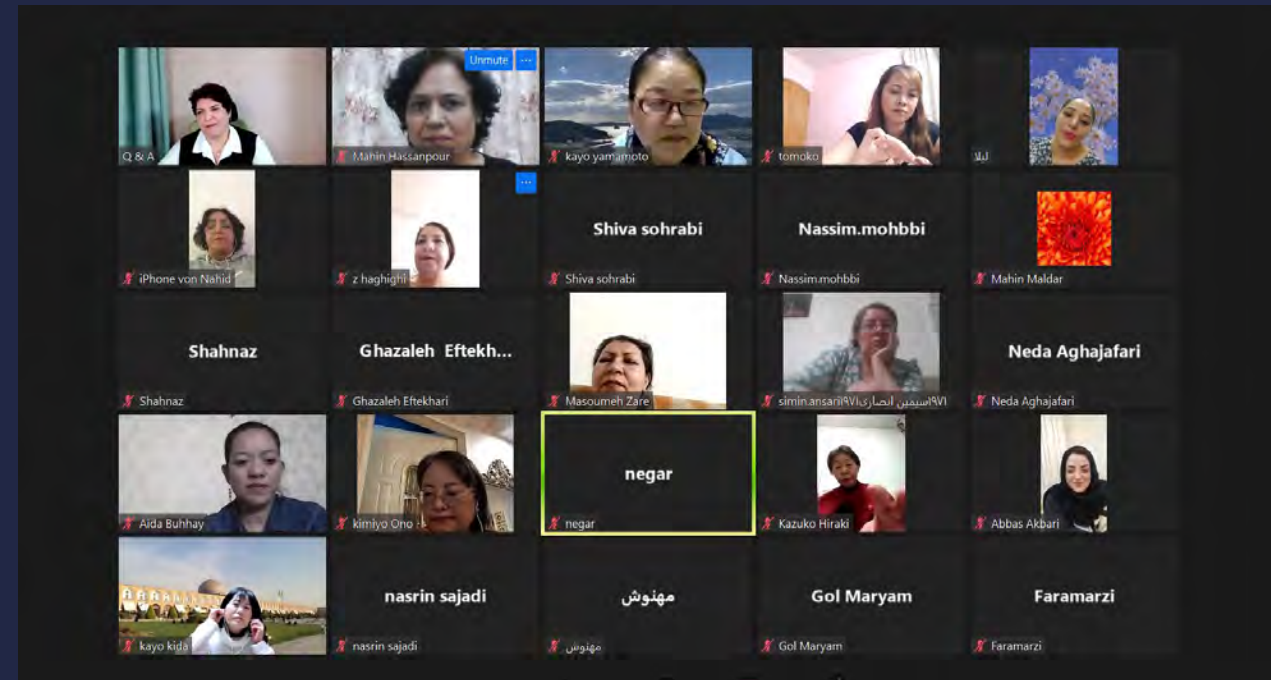 Q & A
Unmute ...
Mahin Hassanpour
kayo yamamoto
tomoko
لیلا
iPhone von Nahid
...
z haghighi
Shiva sohrabi
Shiva sohrabi
Nassim.mohbbi
Nassim.mohbbi
Mahin Maldar
Shahnaz
Shahnaz
Ghazaleh Eftekh...
Ghazaleh Eftekhari
Masoumeh Zare
simin.ansarii۹۷۱سیمین انصاری۱۹۷۱
Neda Aghajafari
Neda Aghajafari
Aida Buhhay
kimiyo Ono
negar
negar
Kazuko Hiraki
Abbas Akbari
kayo kida
nasrin sajadi
nasrin sajadi
مهنوش
مهنوش
Gol Maryam
Gol Maryam
Faramarzi
Faramarzi